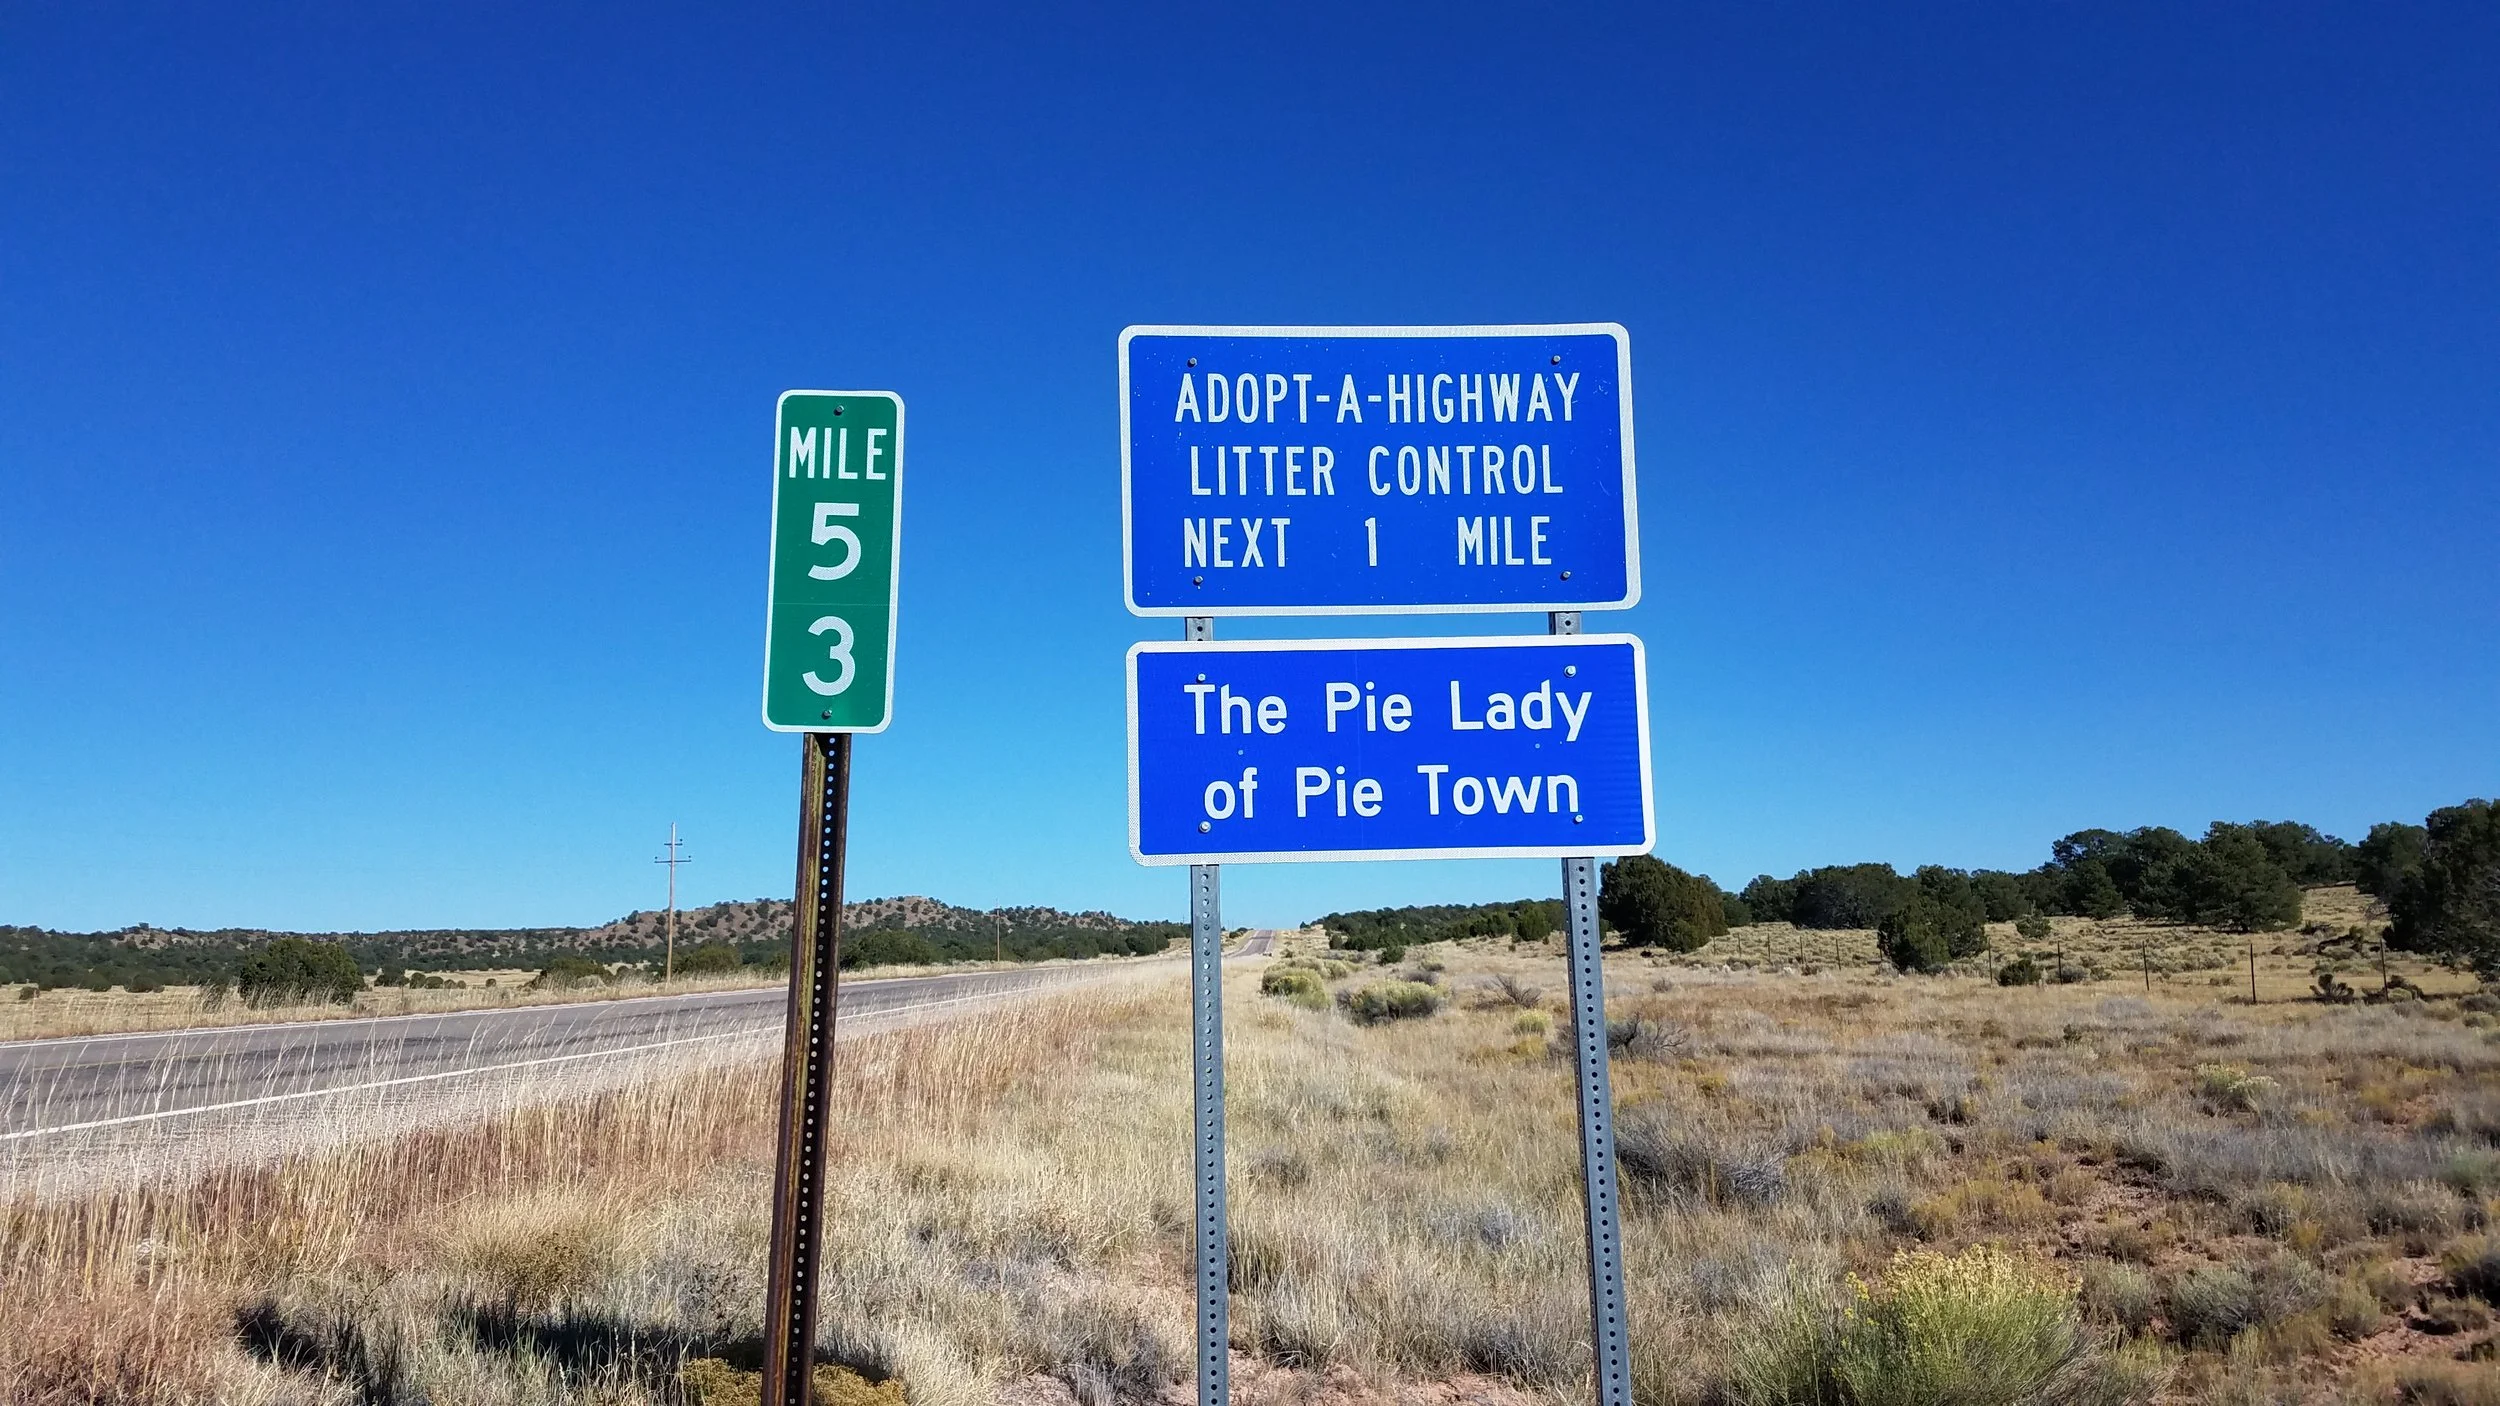 MILE
5
3
ADOPT-A-HIGHWAY
LITTER CONTROL
NEXT 1 MILE
The Pie Lady
of Pie Town